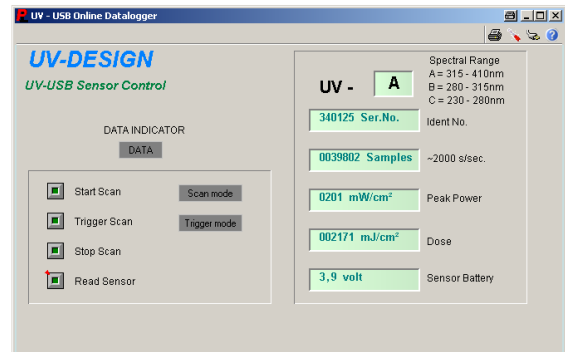 UV - USB Online Datalogger
UV-DESIGN
UV-USB Sensor Control
DATA INDICATOR
DATA
Start Scan
Scan mode
Trigger Scan
Trigger mode
Stop Scan
Read Sensor
UV - A
Spectral Range
A = 315 - 410nm
B = 280 - 315nm
C = 230 - 280nm
340125 Ser.No. Ident No.
0039802 Samples ~2000 s/sec.
0201 mW/cm² Peak Power
002171 mJ/cm² Dose
3,9 volt Sensor Battery